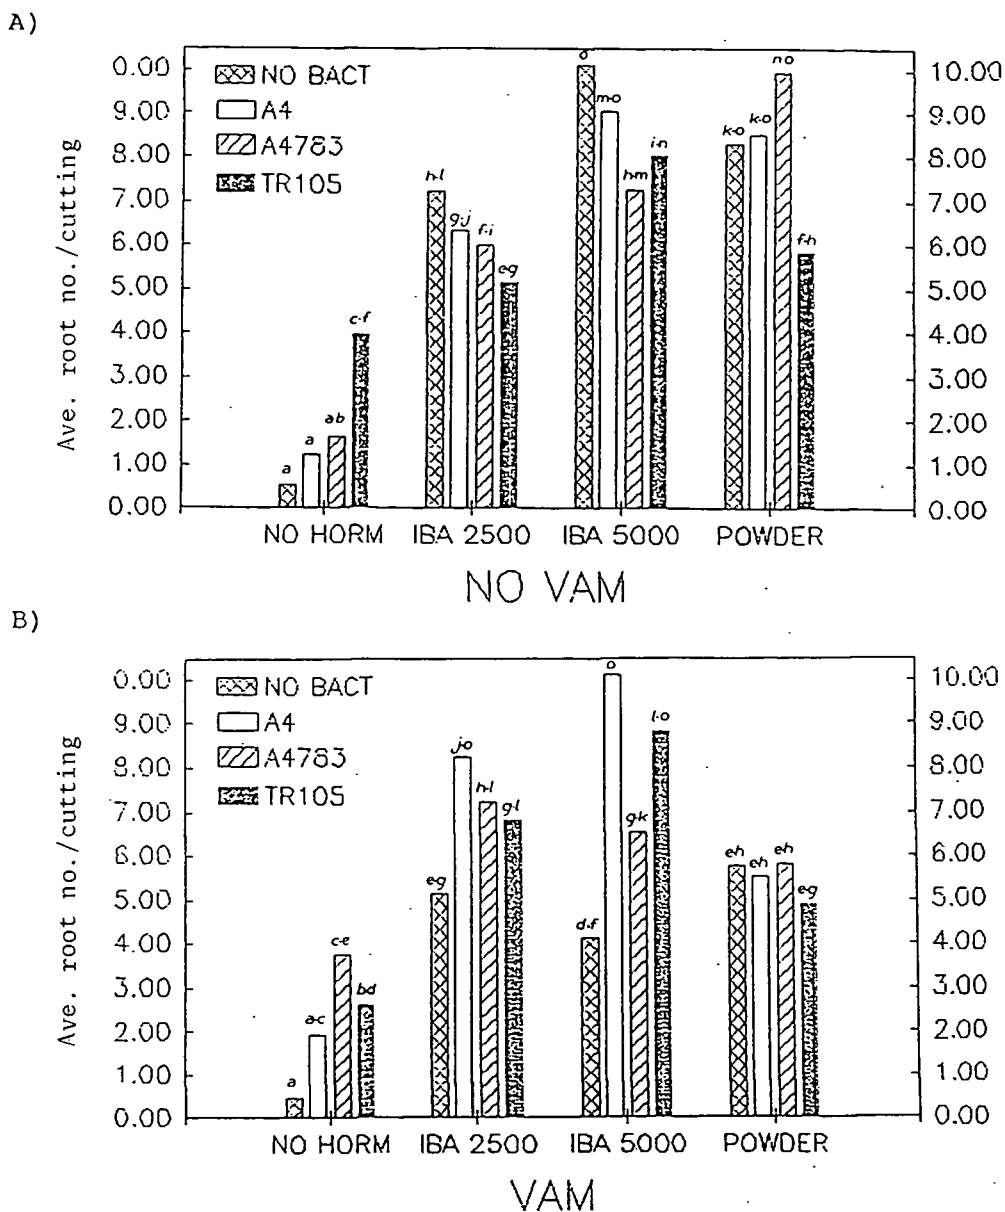 A)
Ave. root no./cutting
0.00 10.00
9.00 9.00
8.00 8.00
7.00 7.00
6.00 6.00
5.00 5.00
4.00 4.00
3.00 3.00
2.00 2.00
1.00 1.00
0.00 0.00
NO BACT
A4
A4783
TR105
a a ab c-f
h-l g-j f-i e-g
o m-o h-m i-n
k-o k-o n-o f-h
NO HORM IBA 2500 IBA 5000 POWDER
NO VAM
B)
Ave. root no./cutting
0.00 10.00
9.00 9.00
8.00 8.00
7.00 7.00
6.00 6.00
5.00 5.00
4.00 4.00
3.00 3.00
2.00 2.00
1.00 1.00
0.00 0.00
NO BACT
A4
A4783
TR105
a a-c c-e bd
e-g j-o h-l g-l
d-f o g-k l-o
e-h e-h e-h e-g
NO HORM IBA 2500 IBA 5000 POWDER
VAM